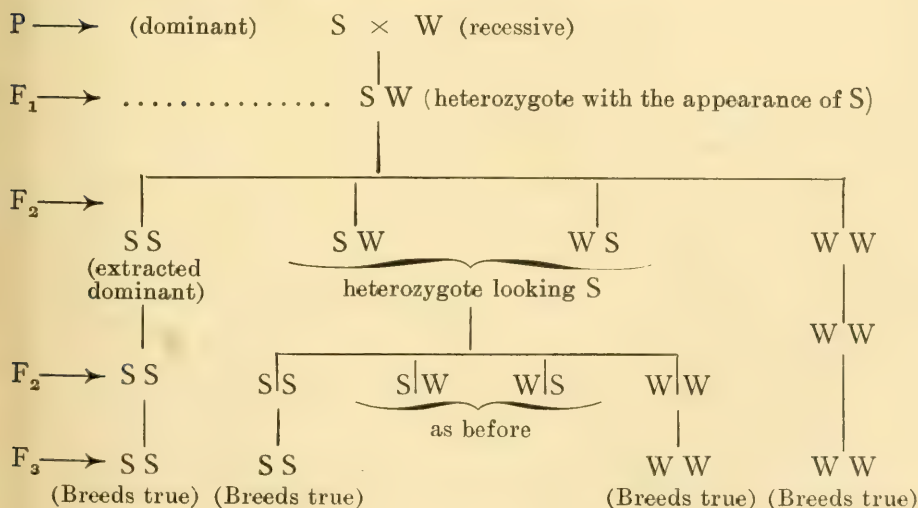 P → (dominant) S × W (recessive)
F₁ → ................ S W (heterozygote with the appearance of S)
F₂ →
S S S W W S W W
(extracted dominant)
heterozygote looking S
W W
F₂ → S S S S S W W S W W
as before
F₃ → S S S S W W W W
(Breeds true) (Breeds true) (Breeds true) (Breeds true)